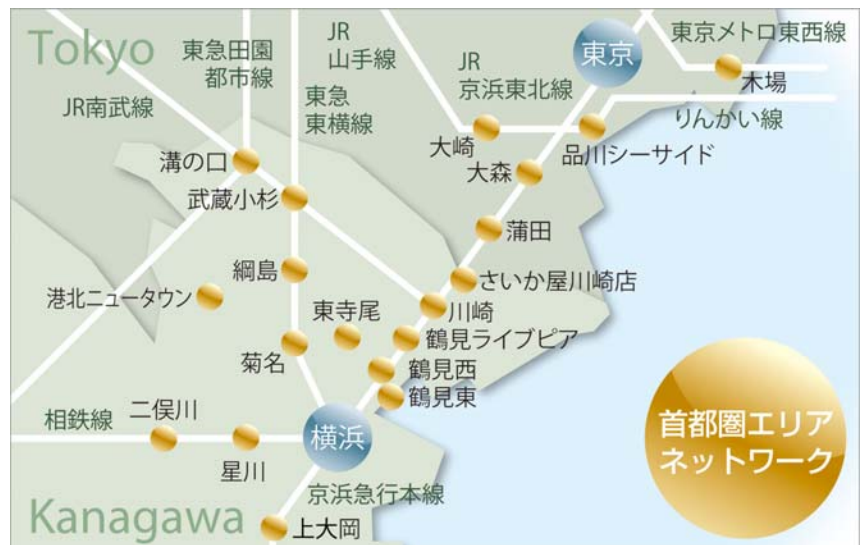 Tokyo
東急田園
都市線
JR
山手線
JR
京浜東北線
東京
東京メトロ東西線
木場
JR南武線
東急
東横線
りんかい線
大崎
品川シーサイド
溝の口
大森
武蔵小杉
蒲田
綱島
さいか屋川崎店
港北ニュータウン
東寺尾
川崎
鶴見ライブピア
菊名
鶴見西
鶴見東
相鉄線
二俣川
横浜
星川
首都圏エリア
ネットワーク
京浜急行本線
Kanagawa
上大岡